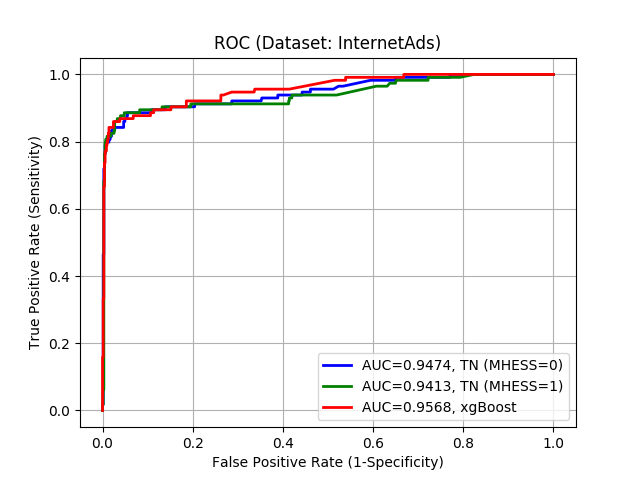 ROC (Dataset: InternetAds)
True Positive Rate (Sensitivity)
1.0
0.8
0.6
0.4
0.2
0.0
AUC=0.9474, TN (MHESS=0)
AUC=0.9413, TN (MHESS=1)
AUC=0.9568, xgBoost
0.0 0.2 0.4 0.6 0.8 1.0
False Positive Rate (1-Specificity)